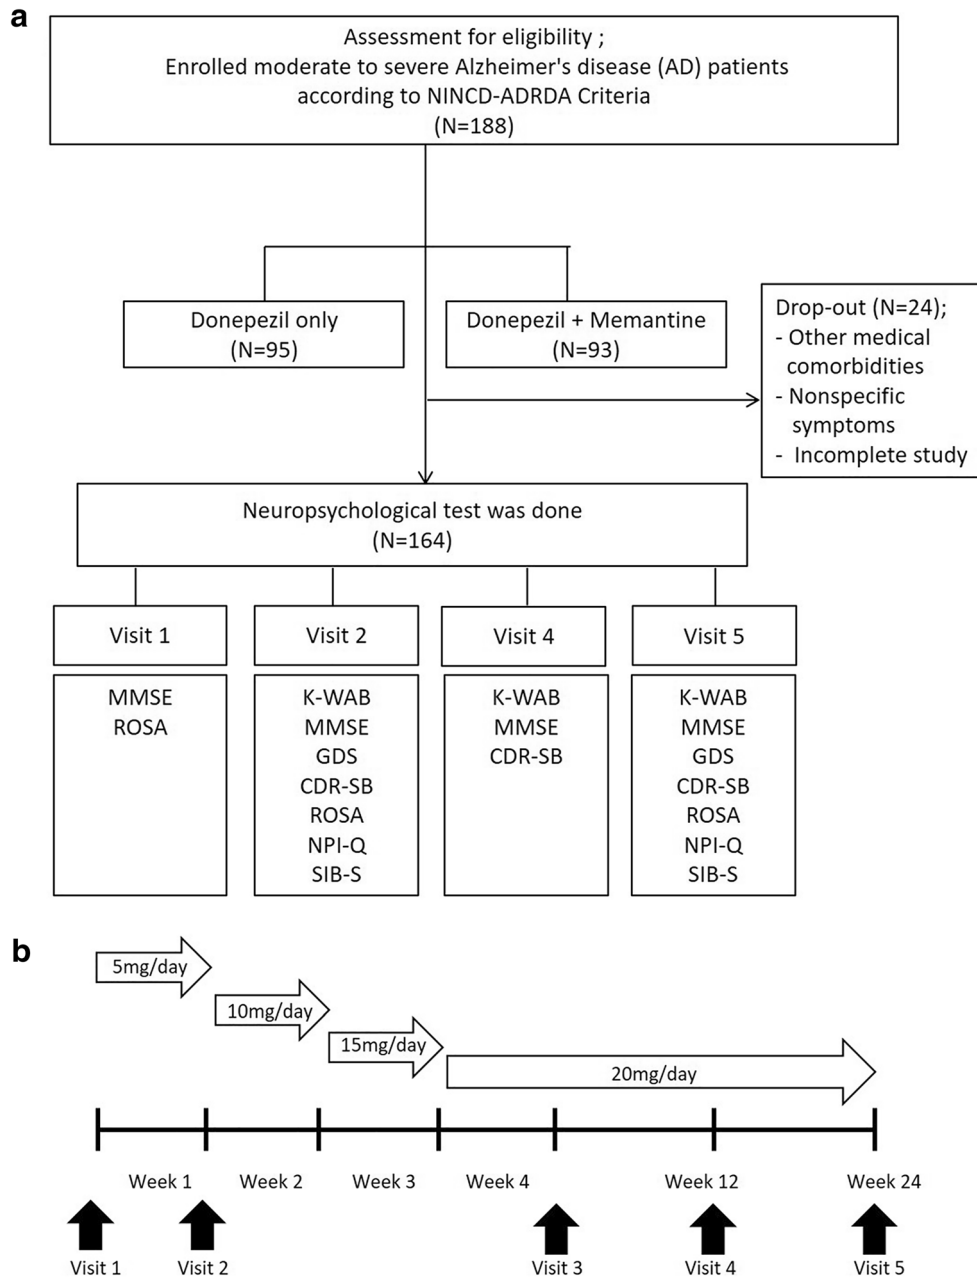 a
Assessment for eligibility ;
Enrolled moderate to severe Alzheimer's disease (AD) patients
according to NINCD-ADRDA Criteria
(N=188)
Donepezil only
(N=95)
Donepezil + Memantine
(N=93)
Drop-out (N=24);
- Other medical
comorbidities
- Nonspecific
symptoms
- Incomplete study
Neuropsychological test was done
(N=164)
Visit 1
MMSE
ROSA
Visit 2
K-WAB
MMSE
GDS
CDR-SB
ROSA
NPI-Q
SIB-S
Visit 4
K-WAB
MMSE
CDR-SB
Visit 5
K-WAB
MMSE
GDS
CDR-SB
ROSA
NPI-Q
SIB-S
b
5mg/day
10mg/day
15mg/day
20mg/day
Week 1
Week 2
Week 3
Week 4
Week 12
Week 24
Visit 1
Visit 2
Visit 3
Visit 4
Visit 5